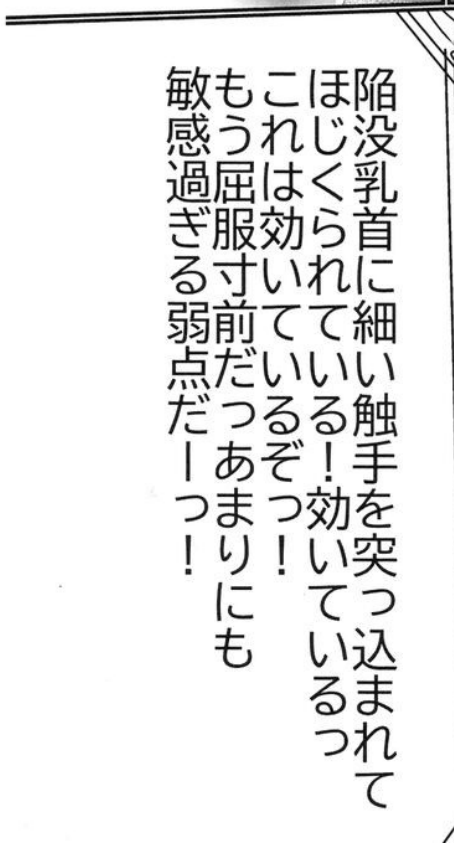 陥没乳首に細い触手を突っ込まれて
ほじくられている！効いているっ
これは効いているぞっ！
もう屈服寸前だっあまりにも
敏感過ぎる弱点だーっ！